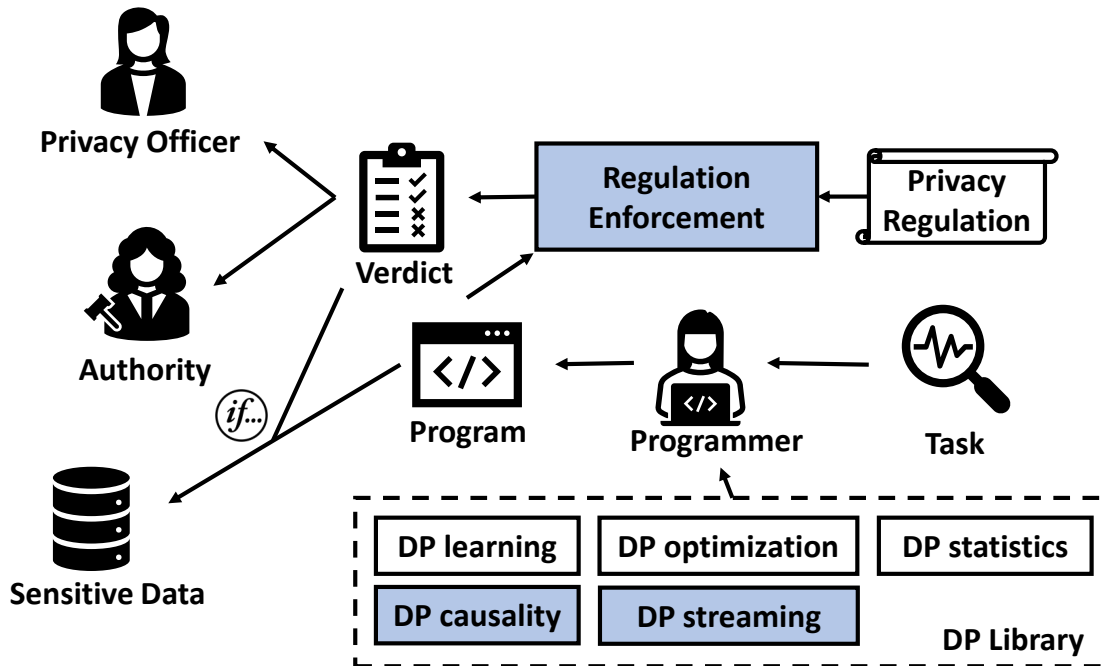 Privacy Officer
Regulation
Enforcement
Privacy
Regulation
Verdict
Authority
if...
</>
Program
</>
Programmer
Task
Sensitive Data
DP learning
DP optimization
DP statistics
DP causality
DP streaming
DP Library